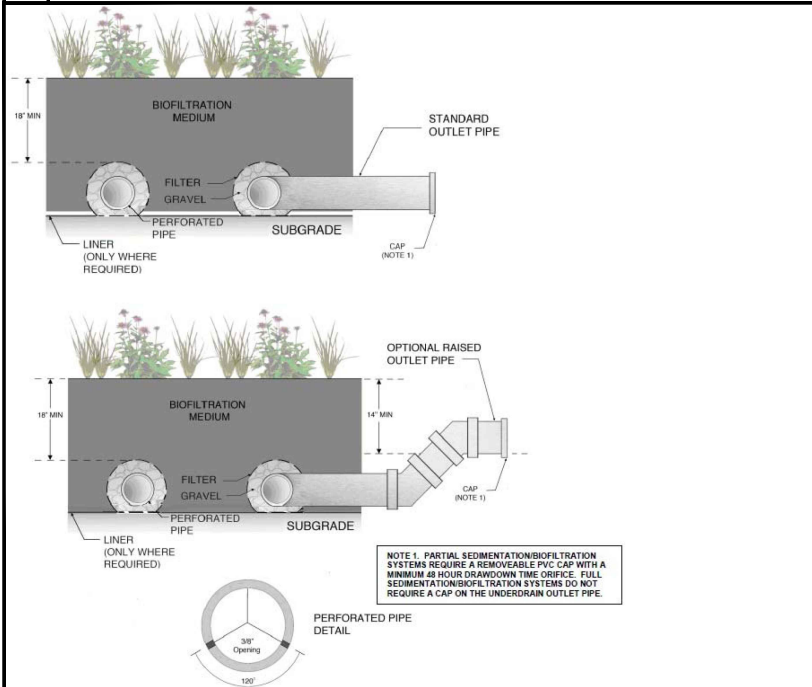 BIOFILTRATION
MEDIUM
18" MIN
STANDARD
OUTLET PIPE
FILTER
GRAVEL
PERFORATED
PIPE
SUBGRADE
LINER
(ONLY WHERE
REQUIRED)
CAP
(NOTE 1)
OPTIONAL RAISED
OUTLET PIPE
BIOFILTRATION
MEDIUM
18" MIN
14" MIN
FILTER
GRAVEL
CAP
(NOTE 1)
PERFORATED
PIPE
SUBGRADE
LINER
(ONLY WHERE
REQUIRED)
NOTE 1. PARTIAL SEDIMENTATION/BIOFILTRATION
SYSTEMS REQUIRE A REMOVEABLE PVC CAP WITH A
MINIMUM 48 HOUR DRAWDOWN TIME ORIFICE. FULL
SEDIMENTATION/BIOFILTRATION SYSTEMS DO NOT
REQUIRE A CAP ON THE UNDERDRAIN OUTLET PIPE.
PERFORATED PIPE
DETAIL
3/8"
Opening
120°